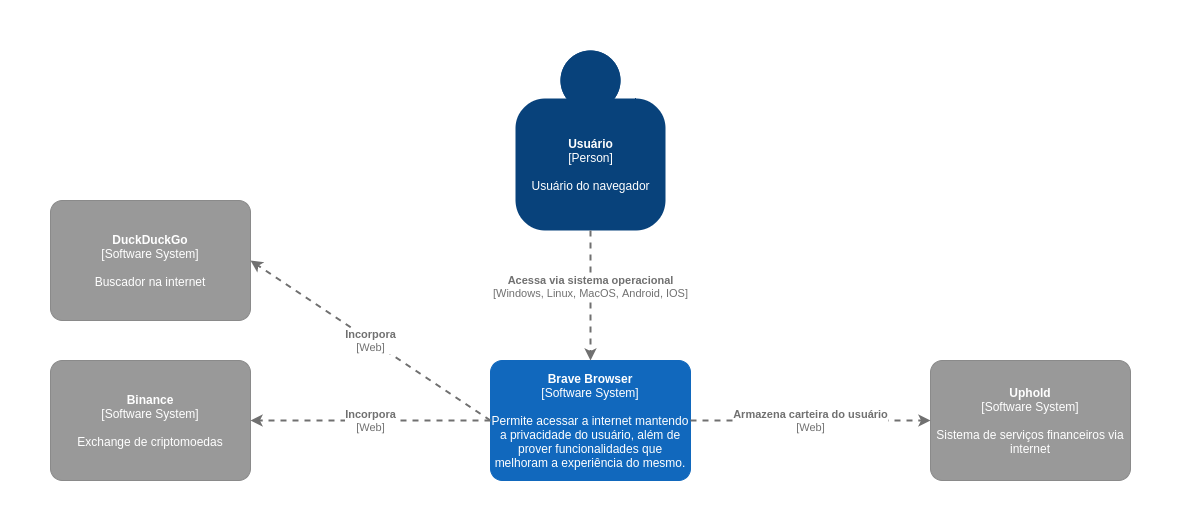 Usuário
[Person]
Usuário do navegador
DuckDuckGo
[Software System]
Buscador na internet
Acessa via sistema operacional
[Windows, Linux, MacOS, Android, IOS]
Incorpora
[Web]
Binance
[Software System]
Exchange de criptomoedas
Incorpora
[Web]
Brave Browser
[Software System]
Permite acessar a internet mantendo
a privacidade do usuário, além de
prover funcionalidades que
melhoram a experiência do mesmo.
Armazena carteira do usuário
[Web]
Uphold
[Software System]
Sistema de serviços financeiros via
internet